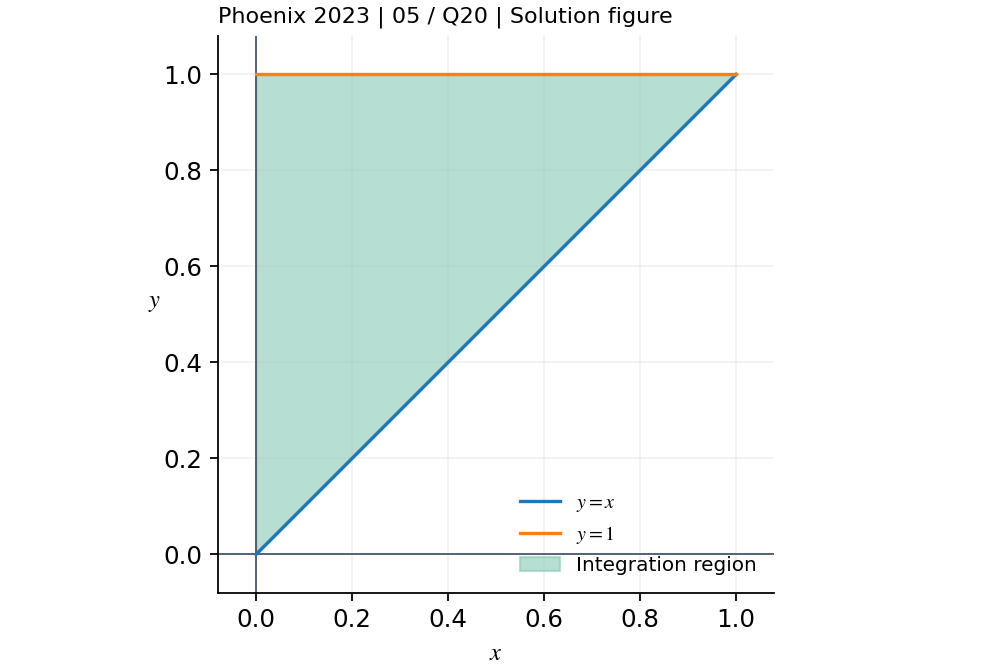 Phoenix 2023 | 05 / Q20 | Solution figure
1.0
0.8
0.6
y
0.4
0.2
0.0
y = x
y = 1
Integration region
0.0 0.2 0.4 0.6 0.8 1.0
x